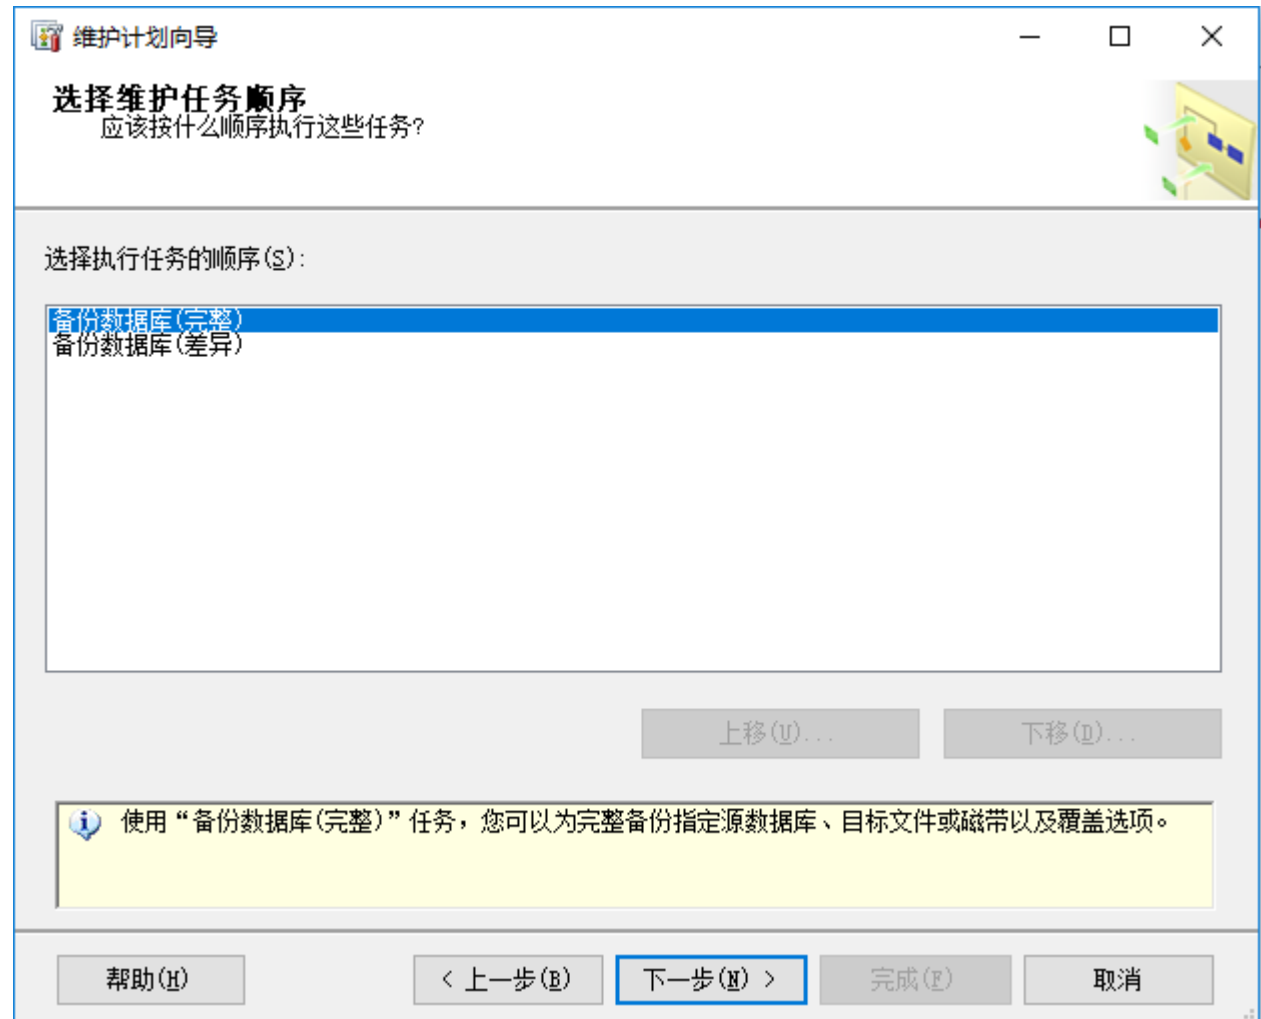 维护计划向导
选择维护任务顺序
应该按什么顺序执行这些任务?
选择执行任务的顺序(S):
备份数据库(完整)
备份数据库(差异)
上移(U)... 下移(D)...
使用“备份数据库(完整)”任务，您可以为完整备份指定源数据库、目标文件或磁带以及覆盖选项。
帮助(H) < 上一步(B) 下一步(N) > 完成(F) 取消